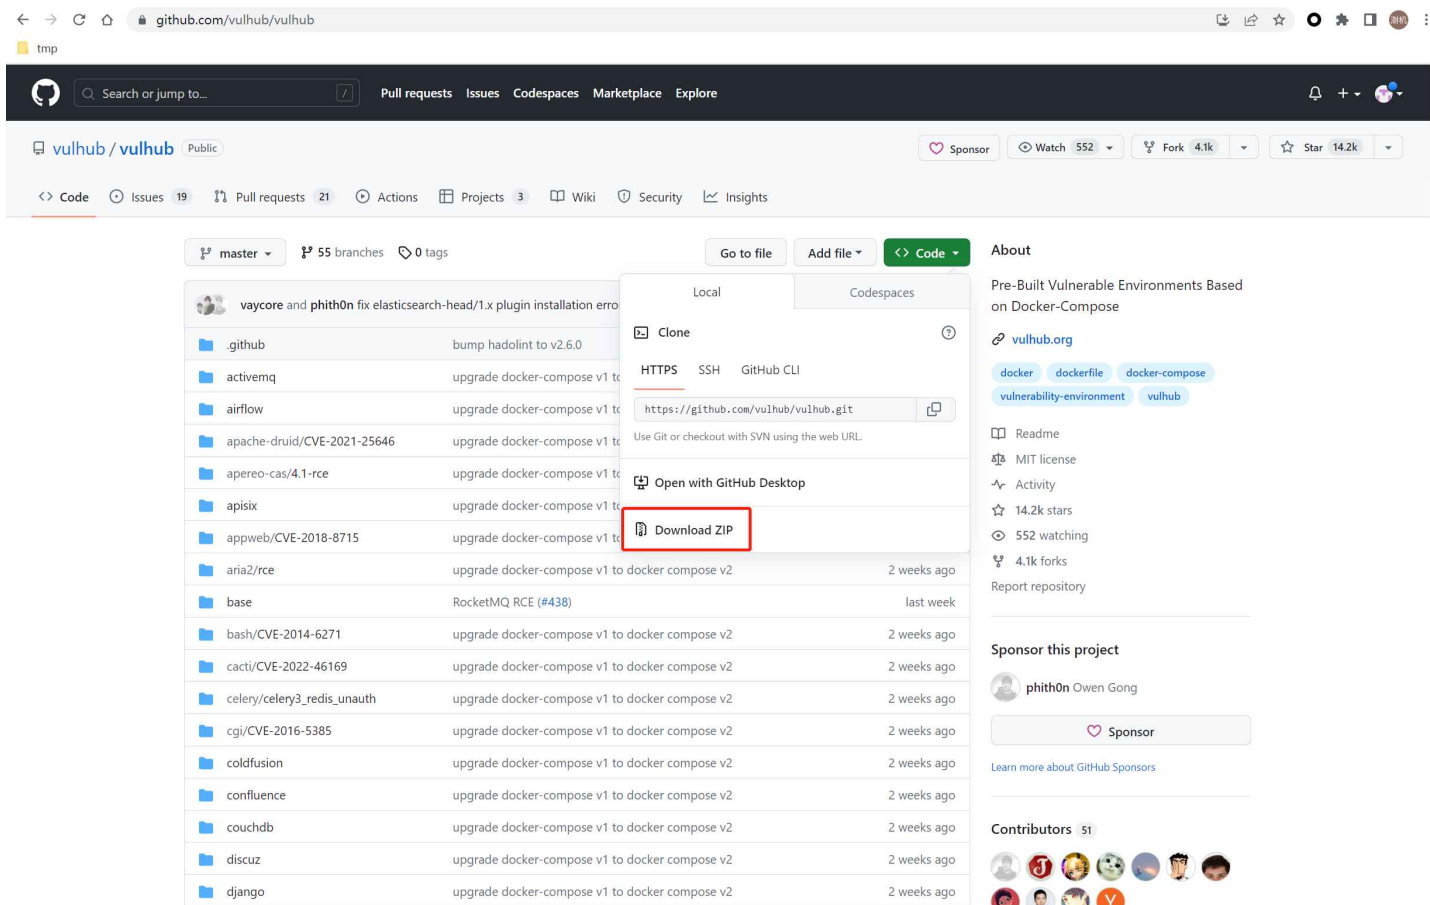 github.com/vulhub/vulhub
tmp
Search or jump to... / Pull requests Issues Codespaces Marketplace Explore
vulhub / vulhub Public Sponsor Watch 552 Fork 4.1k Star 14.2k
<> Code Issues 19 Pull requests 21 Actions Projects 3 Wiki Security Insights
master 55 branches 0 tags Go to file Add file <> Code
About
Local Codespaces
Pre-Built Vulnerable Environments Based
on Docker-Compose
vaycore and phith0n fix elasticsearch-head/1.x plugin installation erro
Clone
vulhub.org
.github bump hadolint to v2.6.0
HTTPS SSH GitHub CLI
docker dockerfile docker-compose
activemq upgrade docker-compose v1 to
vulnerability-environment vulhub
airflow upgrade docker-compose v1 to
https://github.com/vulhub/vulhub.git
Use Git or checkout with SVN using the web URL.
Readme
apache-druid/CVE-2021-25646 upgrade docker-compose v1 to
MIT license
apereo-cas/4.1-rce upgrade docker-compose v1 to
Open with GitHub Desktop
Activity
apisix upgrade docker-compose v1 to
14.2k stars
Download ZIP
appweb/CVE-2018-8715 upgrade docker-compose v1 to
552 watching
4.1k forks
aria2/rce upgrade docker-compose v1 to docker compose v2 2 weeks ago
Report repository
base RocketMQ RCE (#438) last week
bash/CVE-2014-6271 upgrade docker-compose v1 to docker compose v2 2 weeks ago
Sponsor this project
cacti/CVE-2022-46169 upgrade docker-compose v1 to docker compose v2 2 weeks ago
phith0n Owen Gong
celery/celery3_redis_unauth upgrade docker-compose v1 to docker compose v2 2 weeks ago
cgi/CVE-2016-5385 upgrade docker-compose v1 to docker compose v2 2 weeks ago
Sponsor
coldfusion upgrade docker-compose v1 to docker compose v2 2 weeks ago
Learn more about GitHub Sponsors
confluence upgrade docker-compose v1 to docker compose v2 2 weeks ago
couchdb upgrade docker-compose v1 to docker compose v2 2 weeks ago
Contributors 51
discuz upgrade docker-compose v1 to docker compose v2 2 weeks ago
django upgrade docker-compose v1 to docker compose v2 2 weeks ago